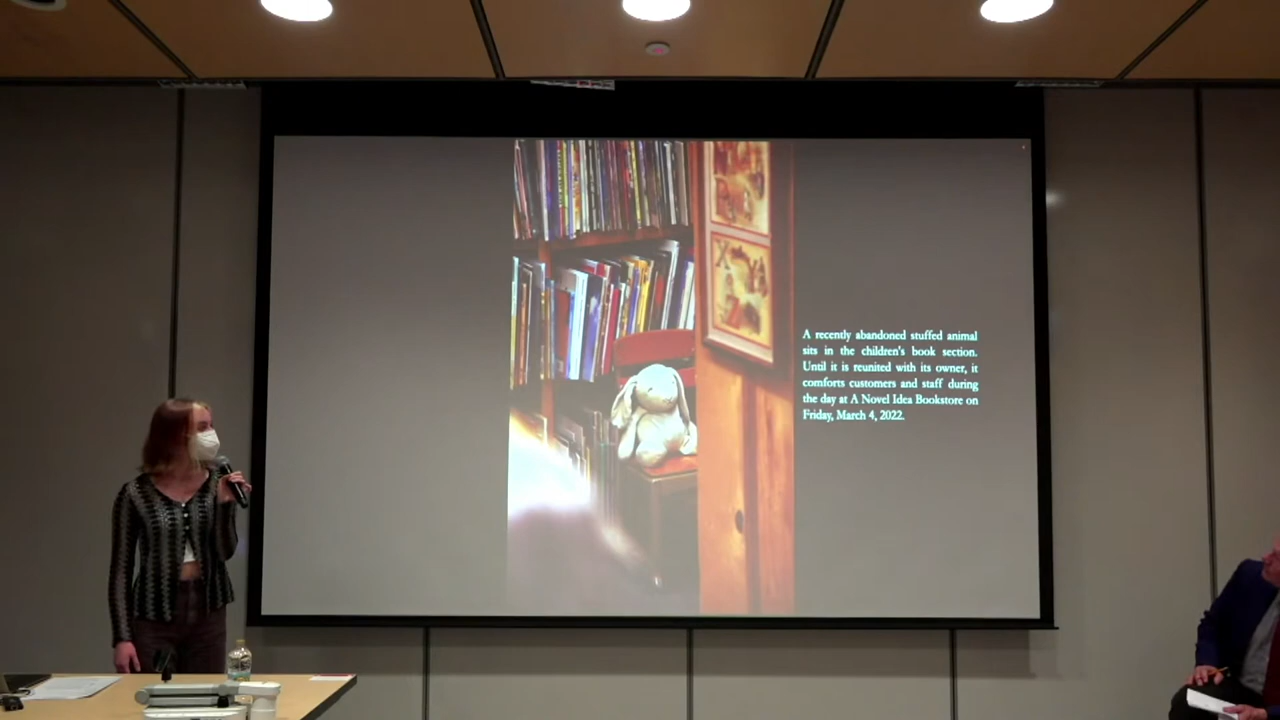 A recently abandoned stuffed animal
sits in the children's book section.
Until it is reunited with its owner, it
comforts customers and staff during
the day at A Novel Idea Bookstore on
Friday, March 4, 2022.
X
Y